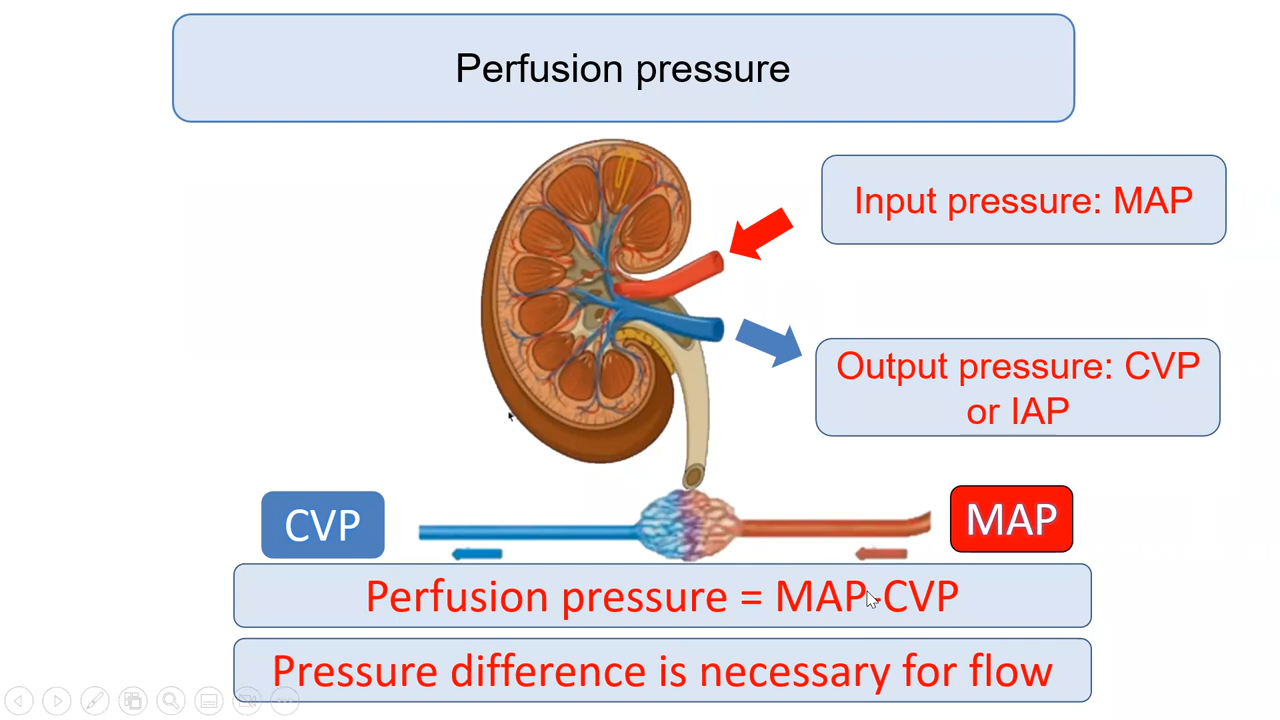 Perfusion pressure
Input pressure: MAP
Output pressure: CVP
or IAP
CVP
MAP
Perfusion pressure = MAP-CVP
Pressure difference is necessary for flow